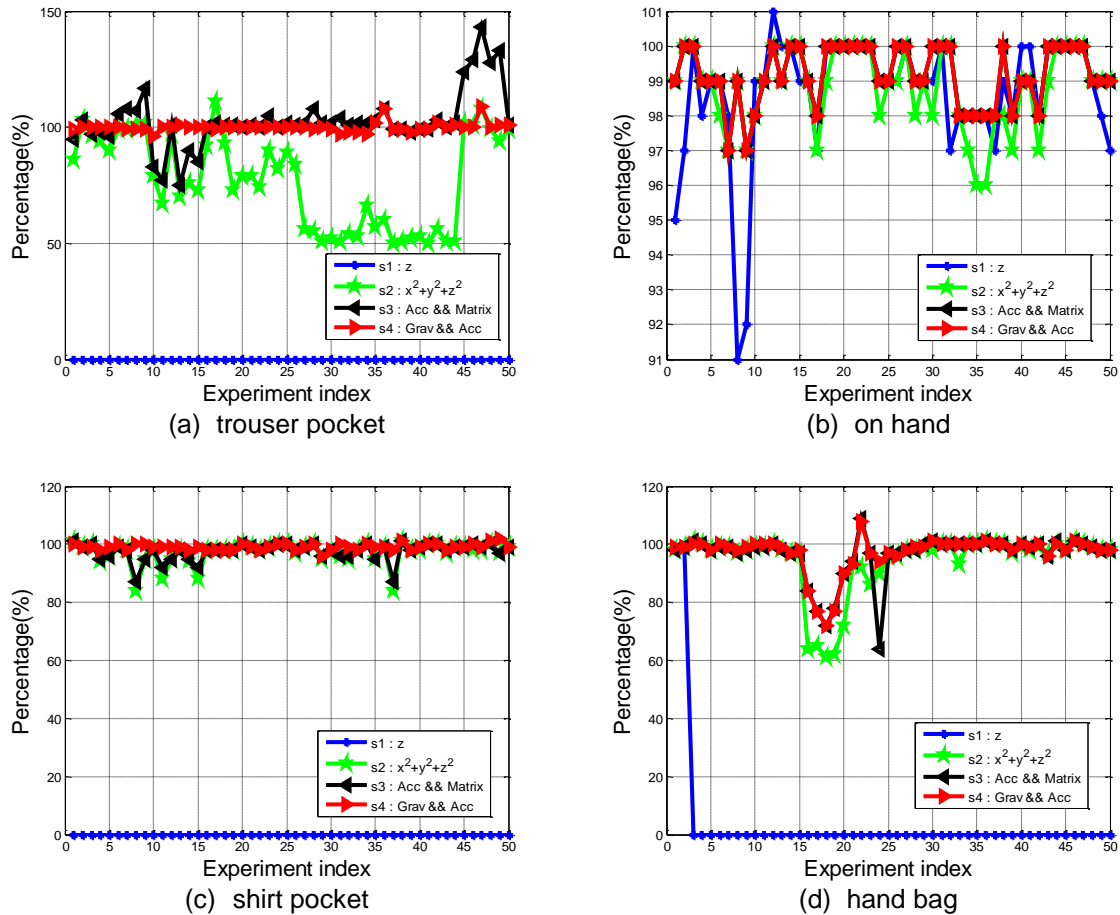 150
100
50
0
Percentage(%)
s1 : z
s2 : x²+y²+z²
s3 : Acc && Matrix
s4 : Grav && Acc
0 5 10 15 20 25 30 35 40 45 50
Experiment index
(a) trouser pocket
101
100
99
98
97
96
95
94
93
92
91
Percentage(%)
s1 : z
s2 : x²+y²+z²
s3 : Acc && Matrix
s4 : Grav && Acc
0 5 10 15 20 25 30 35 40 45 50
Experiment index
(b) on hand
120
100
80
60
40
20
0
Percentage(%)
s1 : z
s2 : x²+y²+z²
s3 : Acc && Matrix
s4 : Grav && Acc
0 5 10 15 20 25 30 35 40 45 50
Experiment index
(c) shirt pocket
120
100
80
60
40
20
0
Percentage(%)
s1 : z
s2 : x²+y²+z²
s3 : Acc && Matrix
s4 : Grav && Acc
0 5 10 15 20 25 30 35 40 45 50
Experiment index
(d) hand bag